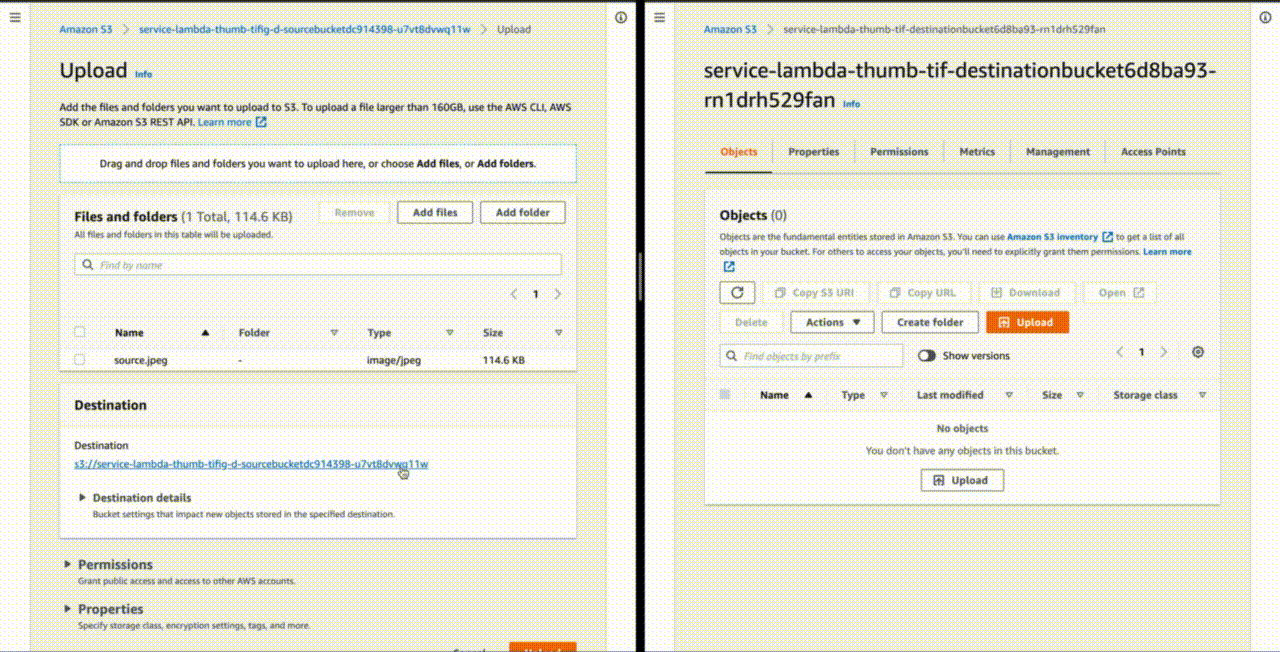 Amazon S3 > service-lambda-thumb-tifig-d-sourcebucketdc914398-u7vt8dvwq11w > Upload
Upload Info
Add the files and folders you want to upload to S3. To upload a file larger than 160GB, use the AWS CLI, AWS
SDK or Amazon S3 REST API. Learn more
Drag and drop files and folders you want to upload here, or choose Add files, or Add folders.
Files and folders (1 Total, 114.6 KB)
Remove
Add files
Add folder
All files and folders in this table will be uploaded.
Find by name
1
Name Folder Type Size
source.jpeg - image/jpeg 114.6 KB
Destination
Destination
s3://service-lambda-thumb-tifig-d-sourcebucketdc914398-u7vt8dvwq11w
Destination details
Bucket settings that impact new objects stored in the specified destination.
Permissions
Grant public access and access to other AWS accounts.
Properties
Specify storage class, encryption settings, tags, and more.
Amazon S3 > service-lambda-thumb-tif-destinationbucket6d8ba93-rn1drh529fan
service-lambda-thumb-tif-destinationbucket6d8ba93-
rn1drh529fan Info
Objects Properties Permissions Metrics Management Access Points
Objects (0)
Objects are the fundamental entities stored in Amazon S3. You can use Amazon S3 inventory to get a list of all
objects in your bucket. For others to access your objects, you'll need to explicitly grant them permissions. Learn more
Copy S3 URI Copy URL Download Open
Delete Actions Create folder Upload
Find objects by prefix Show versions 1
Name Type Last modified Size Storage class
No objects
You don't have any objects in this bucket.
Upload